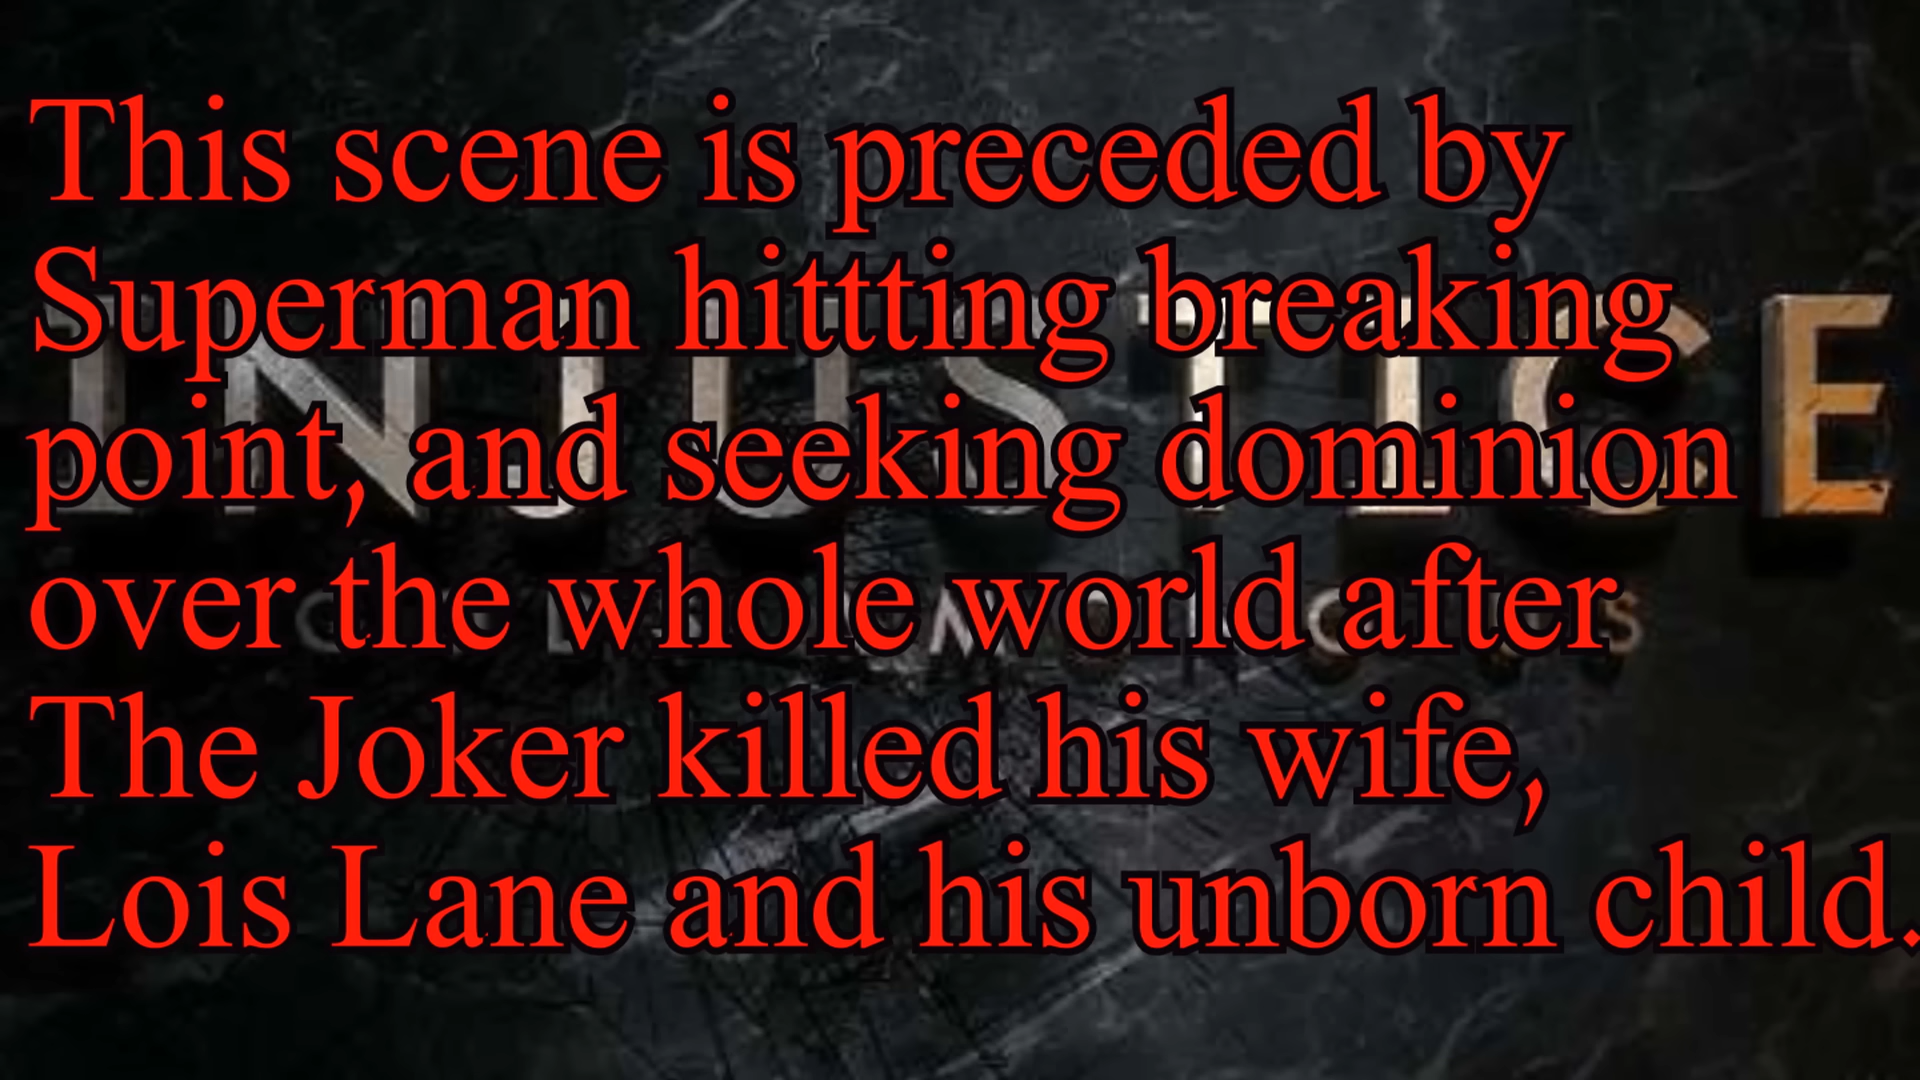 This scene is preceded by
Superman hittting breaking
point, and seeking dominion
over the whole world after
The Joker killed his wife,
Lois Lane and his unborn child.
INJUSTICE